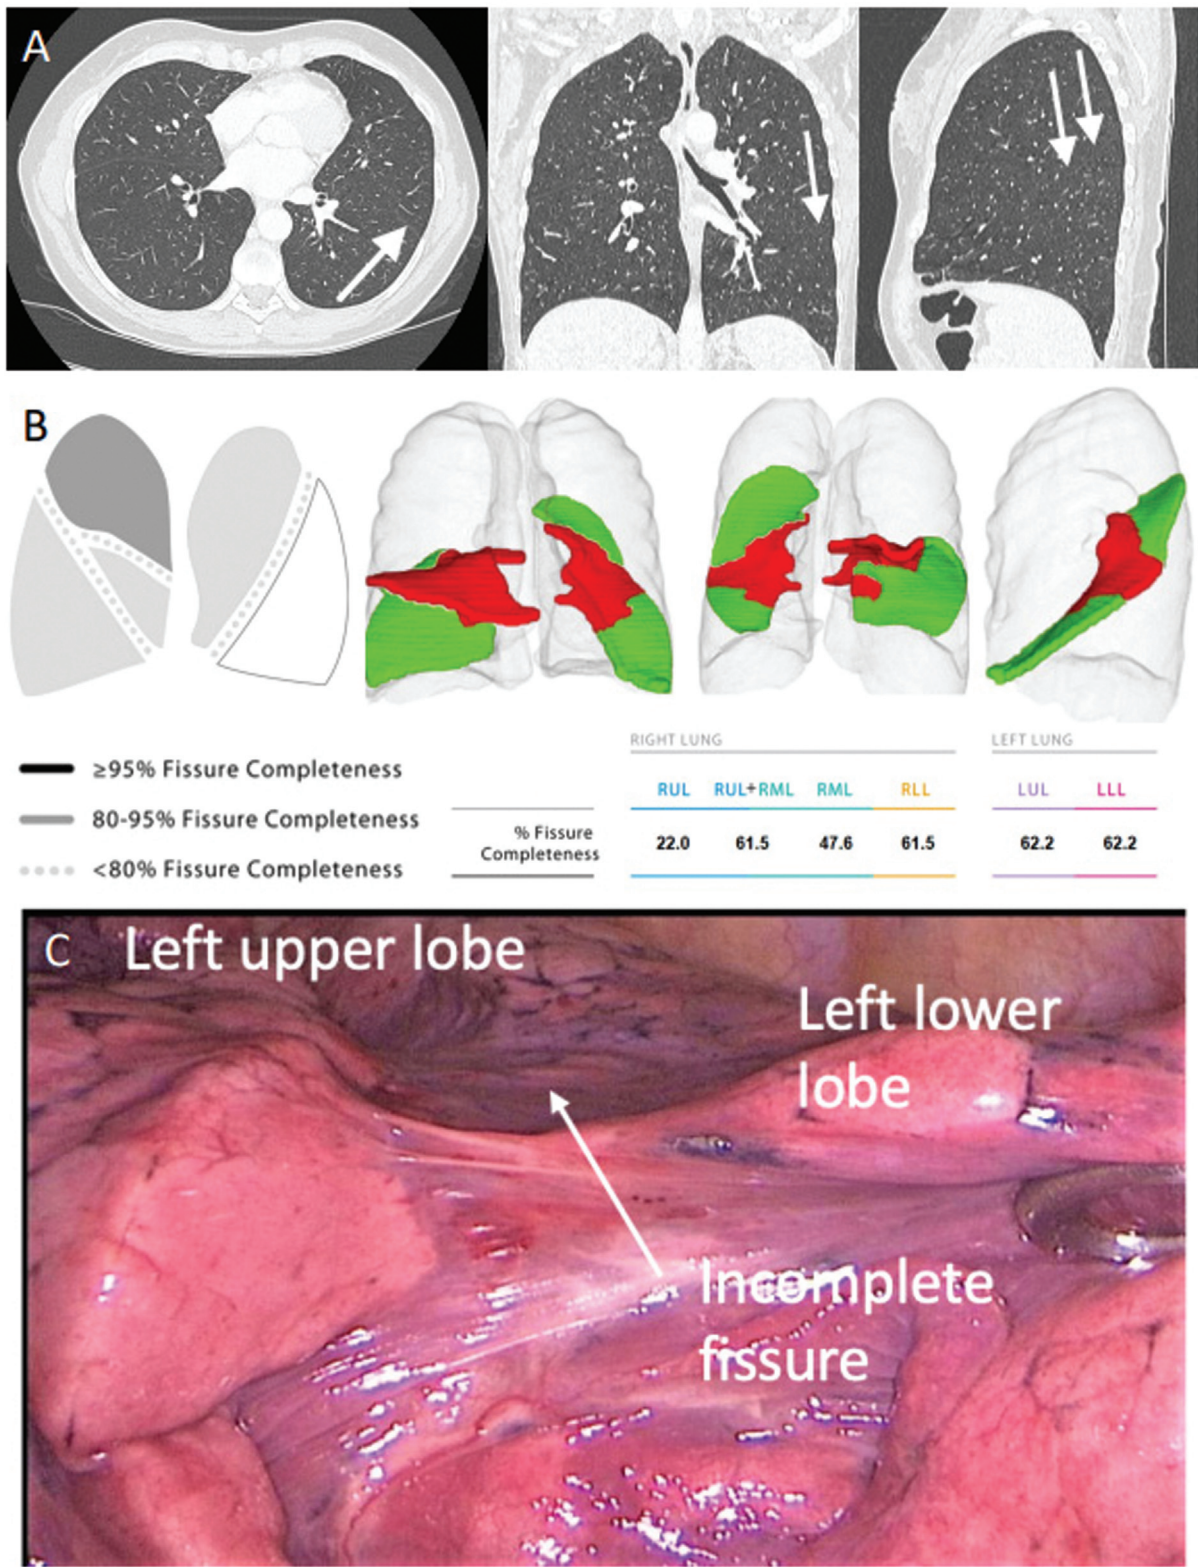 A
B
≥95% Fissure Completeness
80-95% Fissure Completeness
<80% Fissure Completeness
RIGHT LUNG
LEFT LUNG
RUL RUL+RML RML RLL LUL LLL
% Fissure
Completeness
22.0 61.5 47.6 61.5 62.2 62.2
C
Left upper lobe
Left lower
lobe
Incomplete
fissure